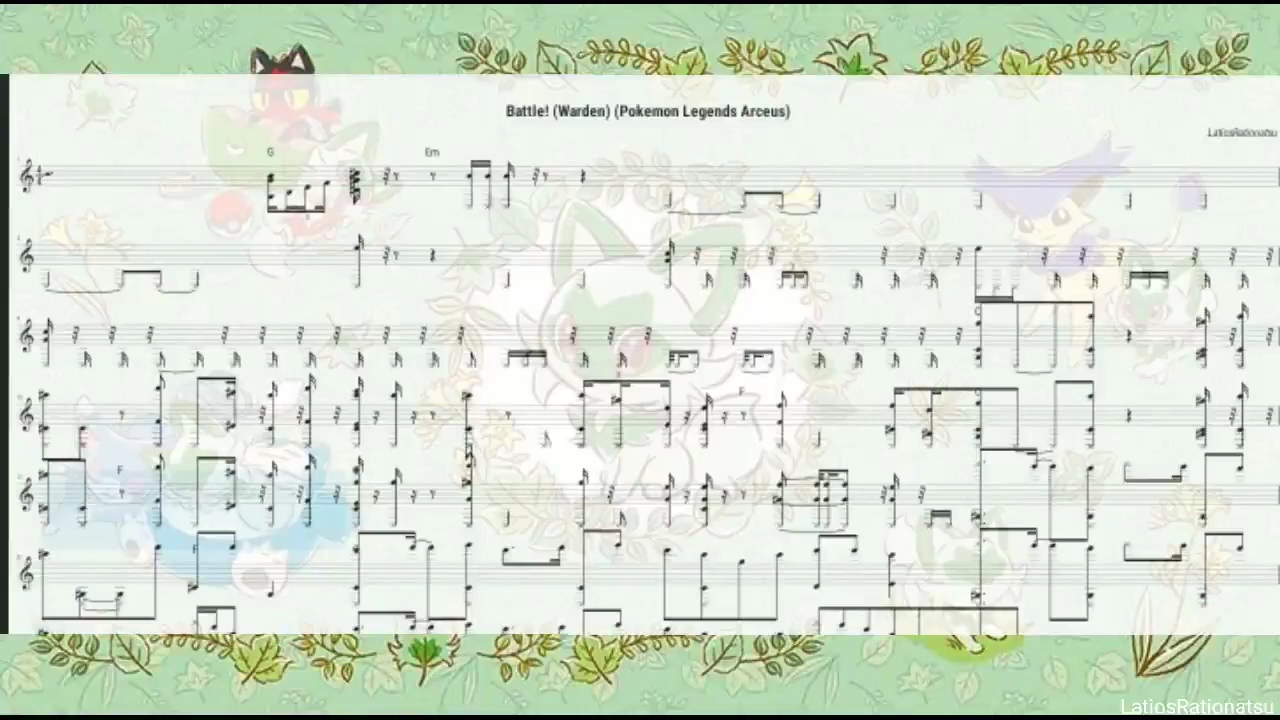 Battle! (Warden) (Pokemon Legends Arceus)
LatiosRationatsu
G
Em
F
F
F
LatiosRationatsu